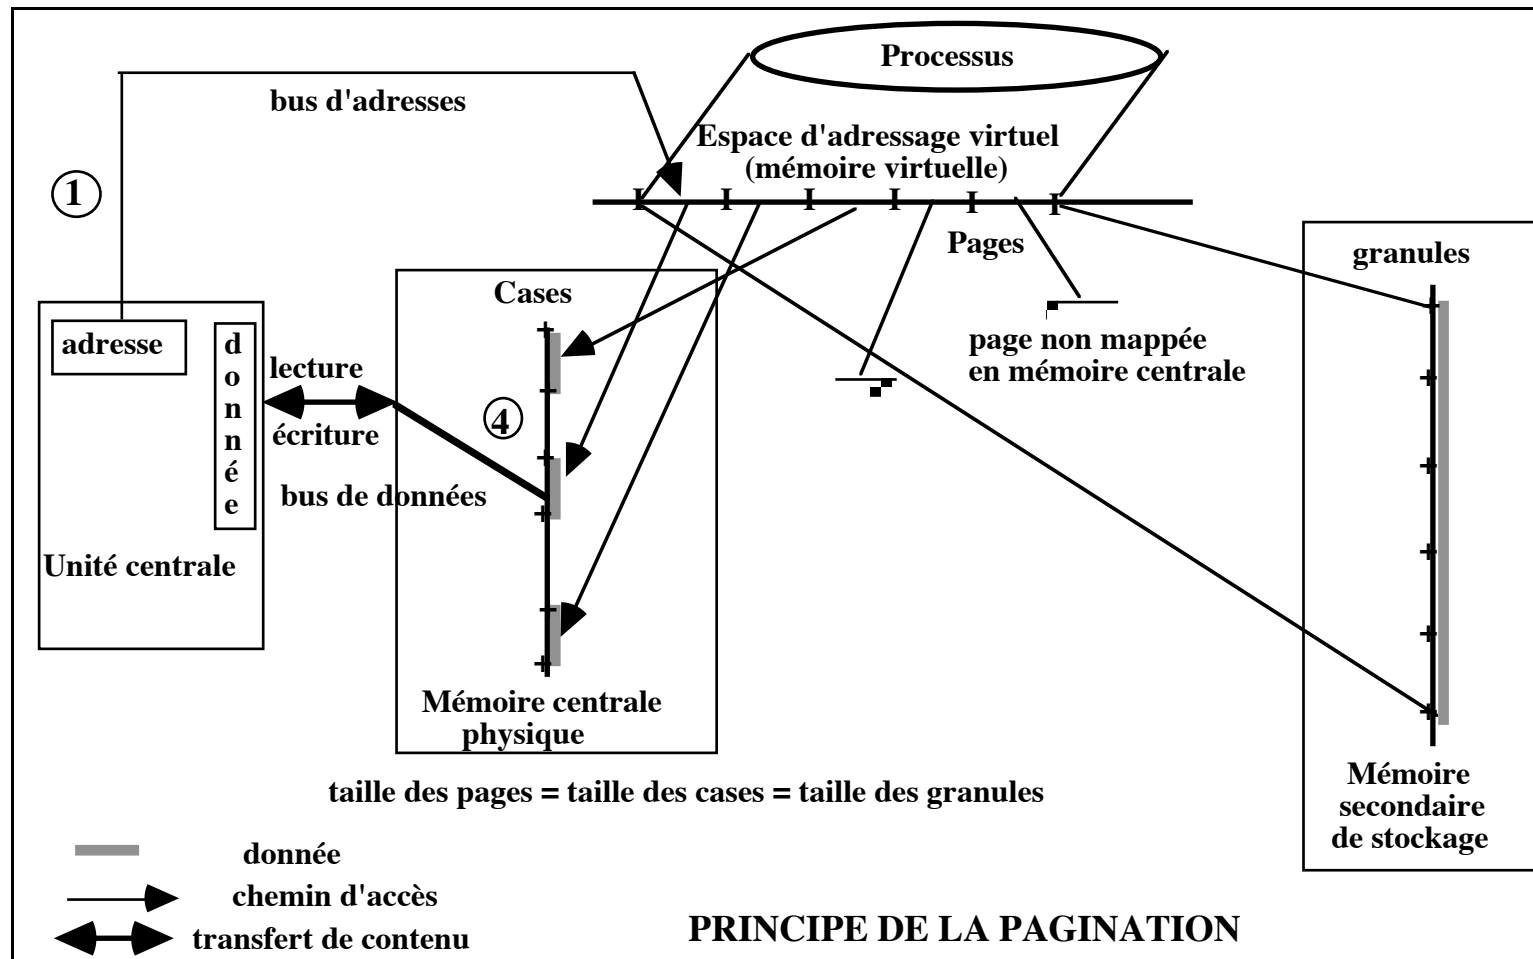 Processus
bus d'adresses
Espace d'adressage virtuel
(mémoire virtuelle)
1
I I I I I I
Pages
granules
Cases
adresse
donnée
lecture
écriture
page non mappée
en mémoire centrale
4
bus de données
Unité centrale
Mémoire centrale
physique
Mémoire
secondaire
de stockage
taille des pages = taille des cases = taille des granules
donnée
chemin d'accès
transfert de contenu
PRINCIPE DE LA PAGINATION